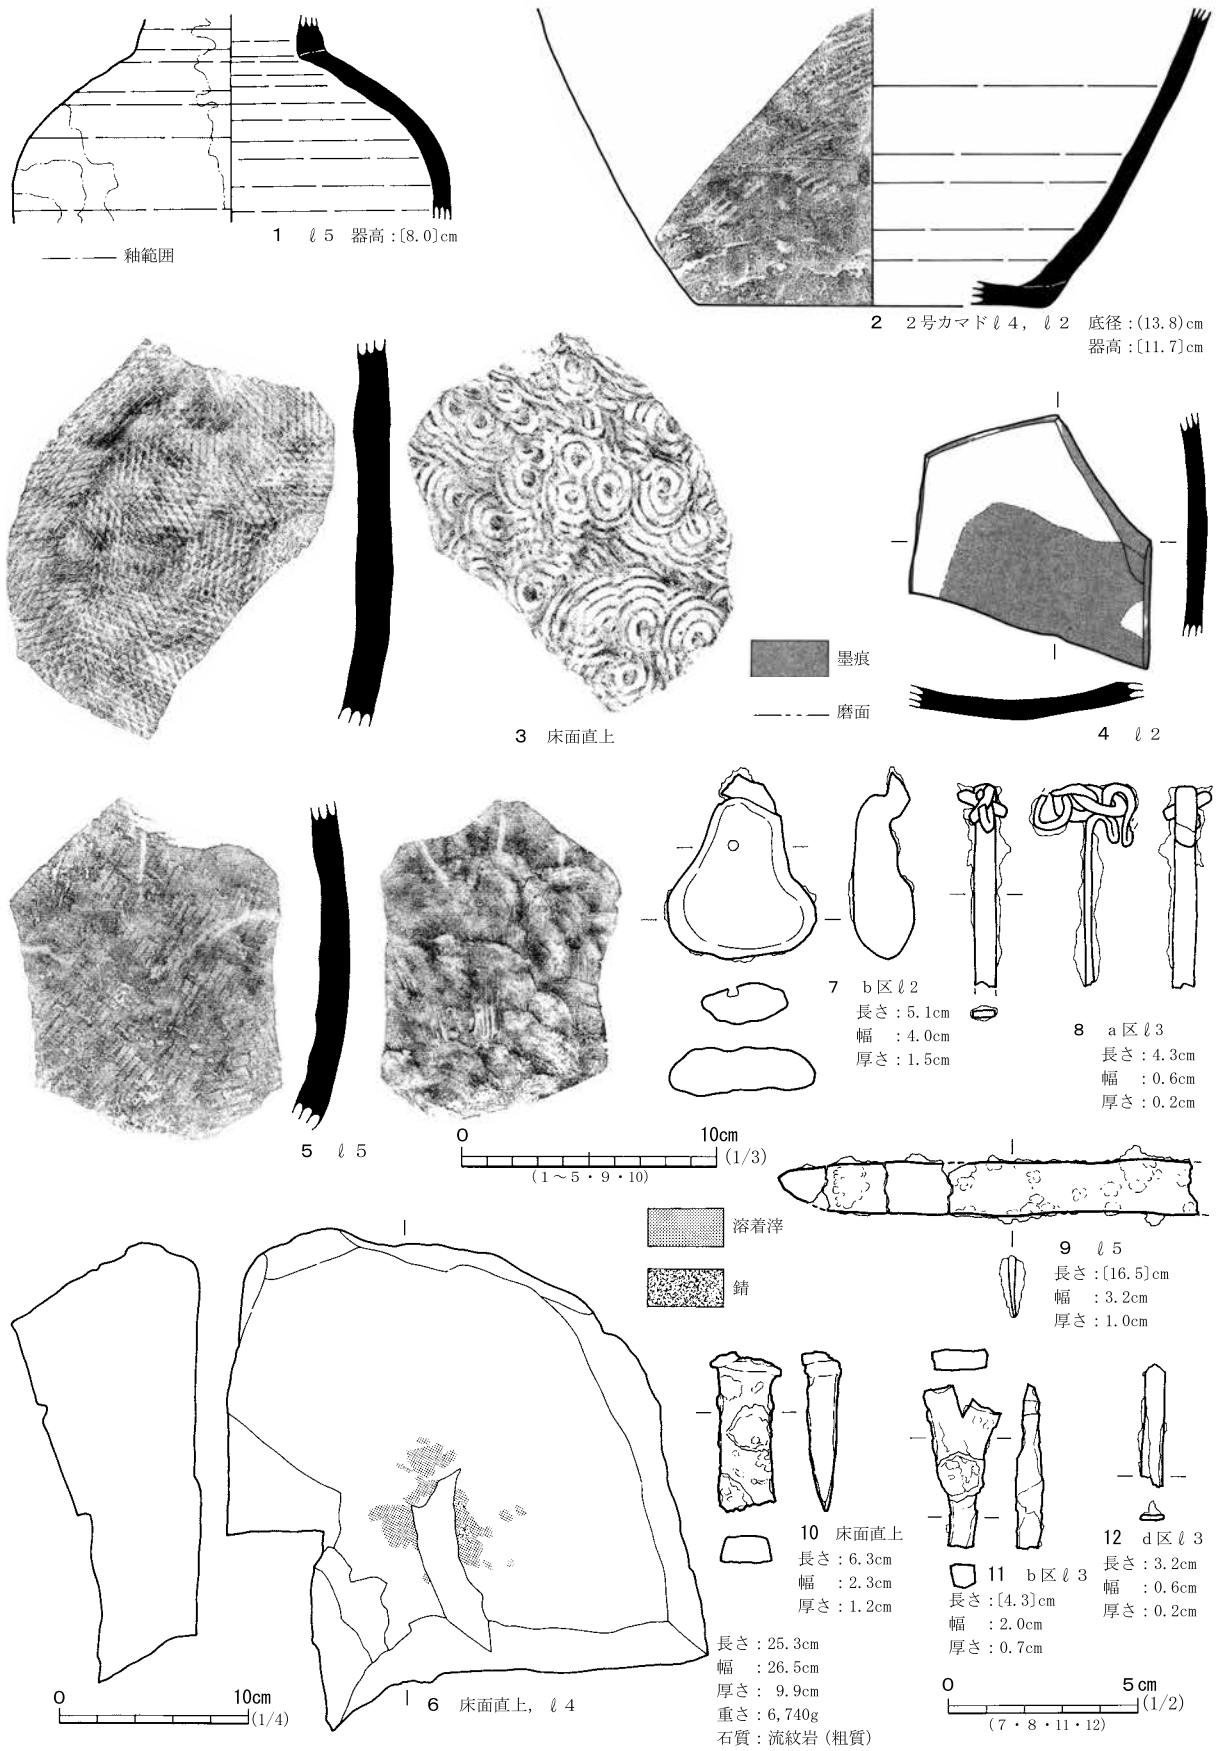 1 ℓ5 器高：〔8.0〕cm
釉範囲
2 2号カマドℓ4，ℓ2 底径：(13.8)cm
器高：〔11.7〕cm
3 床面直上
墨痕
磨面
4 ℓ2
5 ℓ5
0 10cm
(1/3)
(1～5・9・10)
7 b区ℓ2
長さ：5.1cm
幅 ：4.0cm
厚さ：1.5cm
8 a区ℓ3
長さ：4.3cm
幅 ：0.6cm
厚さ：0.2cm
溶着滓
錆
9 ℓ5
長さ：〔16.5〕cm
幅 ：3.2cm
厚さ：1.0cm
10 床面直上
長さ：6.3cm
幅 ：2.3cm
厚さ：1.2cm
11 b区ℓ3
長さ：〔4.3〕cm
幅 ：2.0cm
厚さ：0.7cm
12 d区ℓ3
長さ：3.2cm
幅 ：0.6cm
厚さ：0.2cm
0 10cm
(1/4)
6 床面直上，ℓ4
長さ：25.3cm
幅 ：26.5cm
厚さ：9.9cm
重さ：6,740g
石質：流紋岩(粗質)
0 5cm
(1/2)
(7・8・11・12)